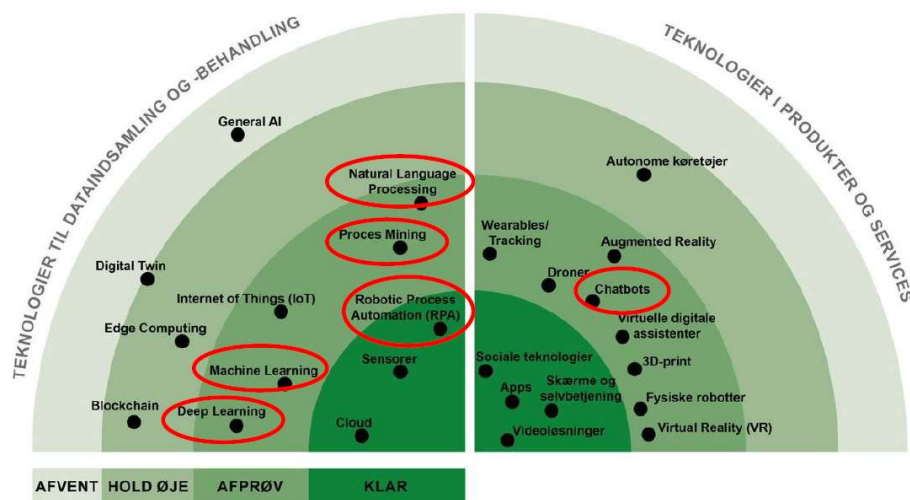 TEKNOLOGIER TIL DATAINDSAMLING OG -BEHANDLING
TEKNOLOGIER I PRODUKTER OG SERVICES
General AI
Natural Language
Processing
Proces Mining
Digital Twin
Internet of Things (IoT)
Robotic Process
Automation (RPA)
Edge Computing
Machine Learning
Sensorer
Blockchain
Deep Learning
Cloud
Autonome køretøjer
Wearables/
Tracking
Augmented Reality
Droner
Chatbots
Virtuelle digitale
assistenter
Sociale teknologier
3D-print
Apps
Skærme og
selvbetjening
Fysiske robotter
Videoløsninger
Virtual Reality (VR)
AFVENT
HOLD ØJE
AFPRØV
KLAR